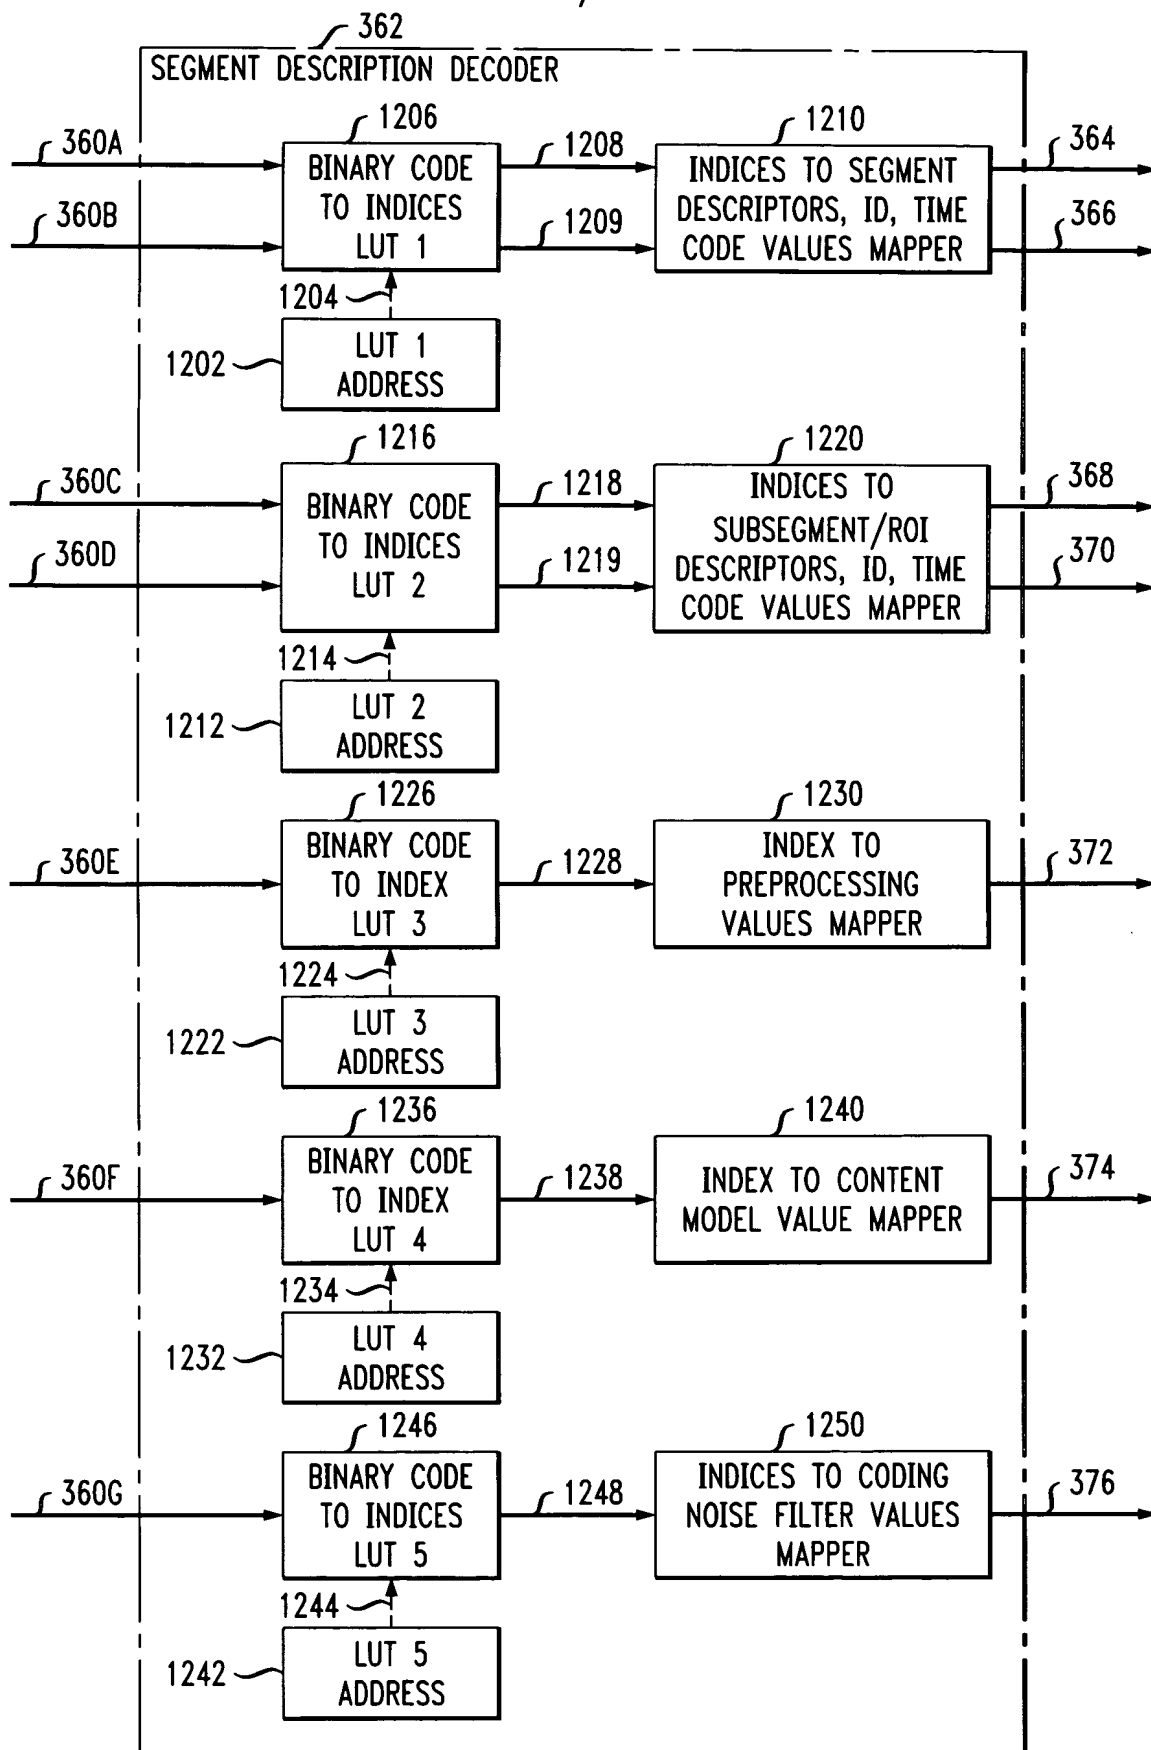 362
SEGMENT DESCRIPTION DECODER
360A
360B
1206
BINARY CODE
TO INDICES
LUT 1
1208
1209
1210
INDICES TO SEGMENT
DESCRIPTORS, ID, TIME
CODE VALUES MAPPER
364
366
1204
1202
LUT 1
ADDRESS
360C
360D
1216
BINARY CODE
TO INDICES
LUT 2
1218
1219
1220
INDICES TO
SUBSEGMENT/ROI
DESCRIPTORS, ID, TIME
CODE VALUES MAPPER
368
370
1214
1212
LUT 2
ADDRESS
360E
1226
BINARY CODE
TO INDEX
LUT 3
1228
1230
INDEX TO
PREPROCESSING
VALUES MAPPER
372
1224
1222
LUT 3
ADDRESS
360F
1236
BINARY CODE
TO INDEX
LUT 4
1238
1240
INDEX TO CONTENT
MODEL VALUE MAPPER
374
1234
1232
LUT 4
ADDRESS
360G
1246
BINARY CODE
TO INDICES
LUT 5
1248
1250
INDICES TO CODING
NOISE FILTER VALUES
MAPPER
376
1244
1242
LUT 5
ADDRESS